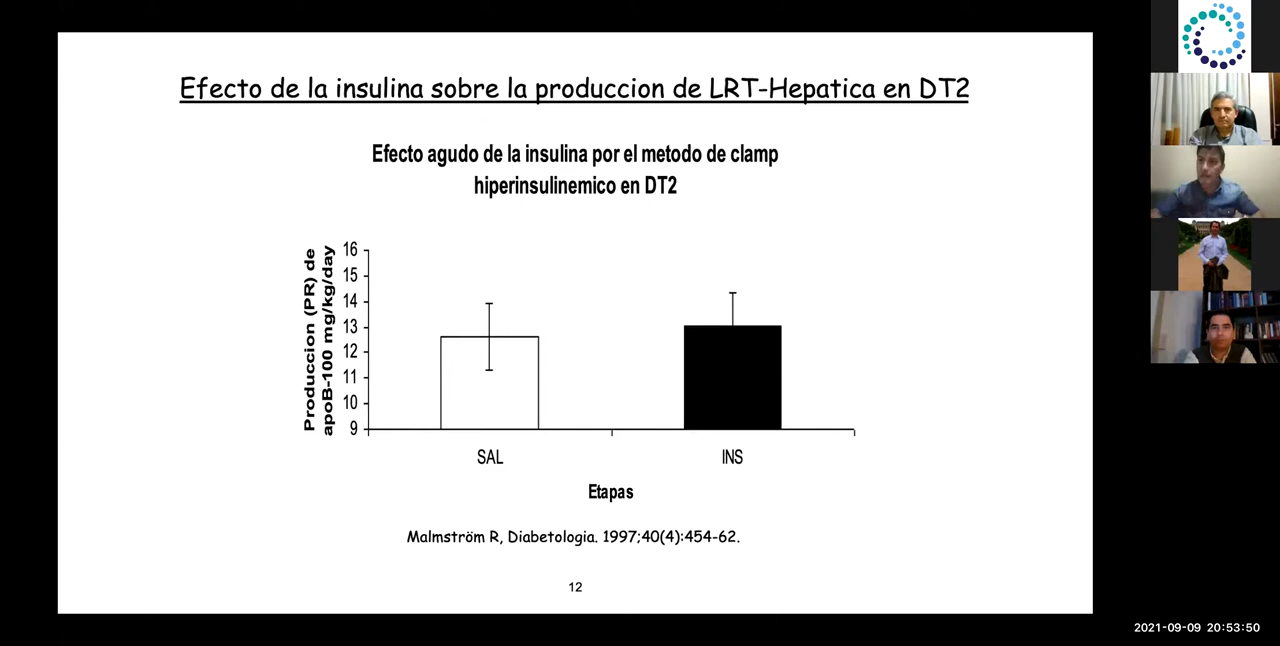 Efecto de la insulina sobre la produccion de LRT-Hepatica en DT2
Efecto agudo de la insulina por el metodo de clamp
hiperinsulinemico en DT2
Produccion (PR) de
apoB-100 mg/kg/day
16
15
14
13
12
11
10
9
SAL
INS
Etapas
Malmström R, Diabetologia. 1997;40(4):454-62.
12
2021-09-09 20:53:50